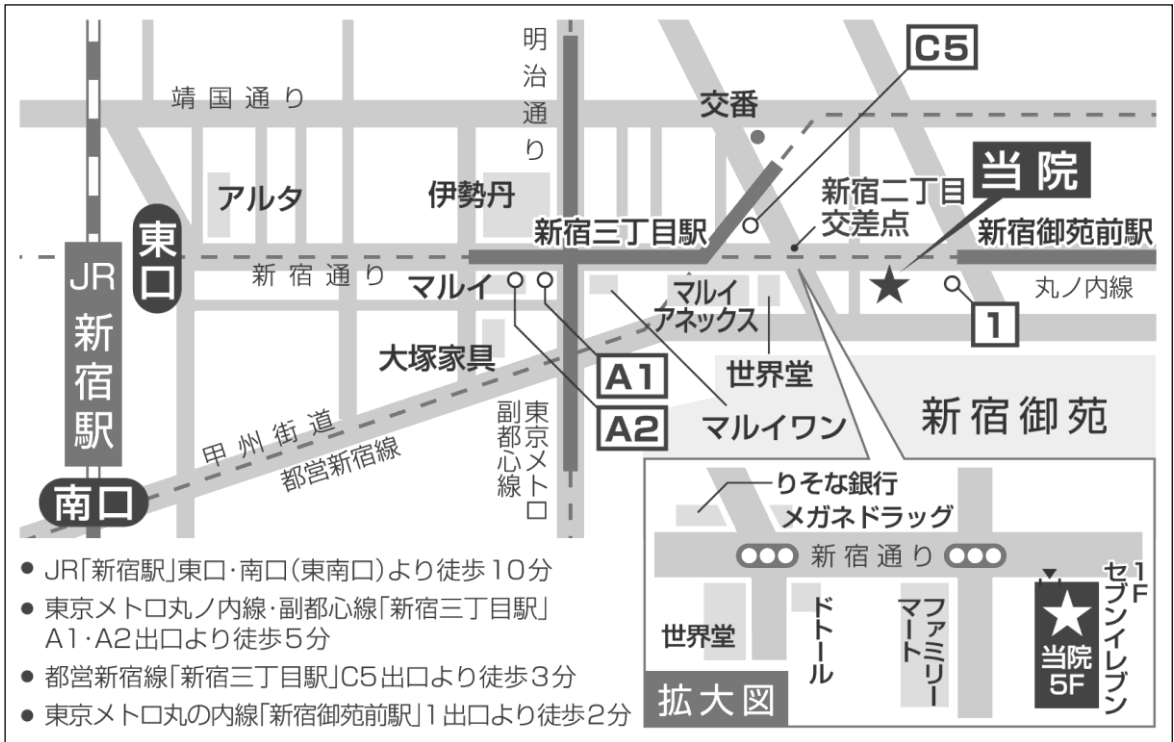 明治通り
C5
靖国通り
交番
当院
アルタ
伊勢丹
新宿二丁目
交差点
東口
新宿三丁目駅
新宿御苑前駅
JR新宿駅
新宿通り
マルイ
マルイ
アネックス
丸ノ内線
1
大塚家具
A1
世界堂
A2
マルイワン
新宿御苑
甲州街道
都営新宿線
東京メトロ
副都心線
南口
りそな銀行
メガネドラッグ
新宿通り
世界堂
ドトール
ファミリー
マート
1F
セブンイレブン
当院
5F
拡大図
● JR「新宿駅」東口・南口(東南口)より徒歩10分
● 東京メトロ丸ノ内線・副都心線「新宿三丁目駅」
A1・A2出口より徒歩5分
● 都営新宿線「新宿三丁目駅」C5出口より徒歩3分
● 東京メトロ丸の内線「新宿御苑前駅」1出口より徒歩2分